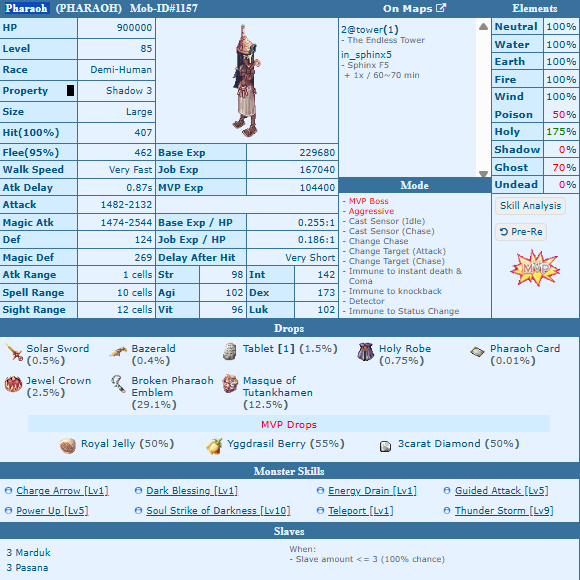 Pharaoh (PHARAOH) Mob-ID#1157
On Maps
Elements
HP 900000
Level 85
Race Demi-Human
Property Shadow 3
Size Large
Hit(100%) 407
Flee(95%) 462
Base Exp 229680
Walk Speed Very Fast
Job Exp 167040
Atk Delay 0.87s
MVP Exp 104400
Attack 1482-2132
Magic Atk 1474-2544
Base Exp / HP 0.255:1
Def 124
Job Exp / HP 0.186:1
Magic Def 269
Delay After Hit Very Short
Atk Range 1 cells
Str 98 Int 142
Spell Range 10 cells
Agi 102 Dex 173
Sight Range 12 cells
Vit 96 Luk 102
2@tower(1)
- The Endless Tower
in_sphinx5
- Sphinx F5
+ 1x / 60~70 min
Mode
- MVP Boss
- Aggressive
- Cast Sensor (Idle)
- Cast Sensor (Chase)
- Change Chase
- Change Target (Attack)
- Change Target (Chase)
- Immune to instant death &
Coma
- Immune to knockback
- Detector
- Immune to Status Change
Neutral 100%
Water 100%
Earth 100%
Fire 100%
Wind 100%
Poison 50%
Holy 175%
Shadow 0%
Ghost 70%
Undead 0%
Skill Analysis
Pre-Re
MVP
Drops
Solar Sword
(0.5%)
Bazerald
(0.4%)
Tablet [1] (1.5%)
Holy Robe
(0.75%)
Pharaoh Card
(0.01%)
Jewel Crown
(2.5%)
Broken Pharaoh
Emblem
(29.1%)
Masque of
Tutankhamen
(12.5%)
MVP Drops
Royal Jelly (50%)
Yggdrasil Berry (55%)
3carat Diamond (50%)
Monster Skills
Charge Arrow [Lv1]
Dark Blessing [Lv1]
Energy Drain [Lv1]
Guided Attack [Lv5]
Power Up [Lv5]
Soul Strike of Darkness [Lv10]
Teleport [Lv1]
Thunder Storm [Lv9]
Slaves
3 Marduk
3 Pasana
When:
- Slave amount <= 3 (100% chance)